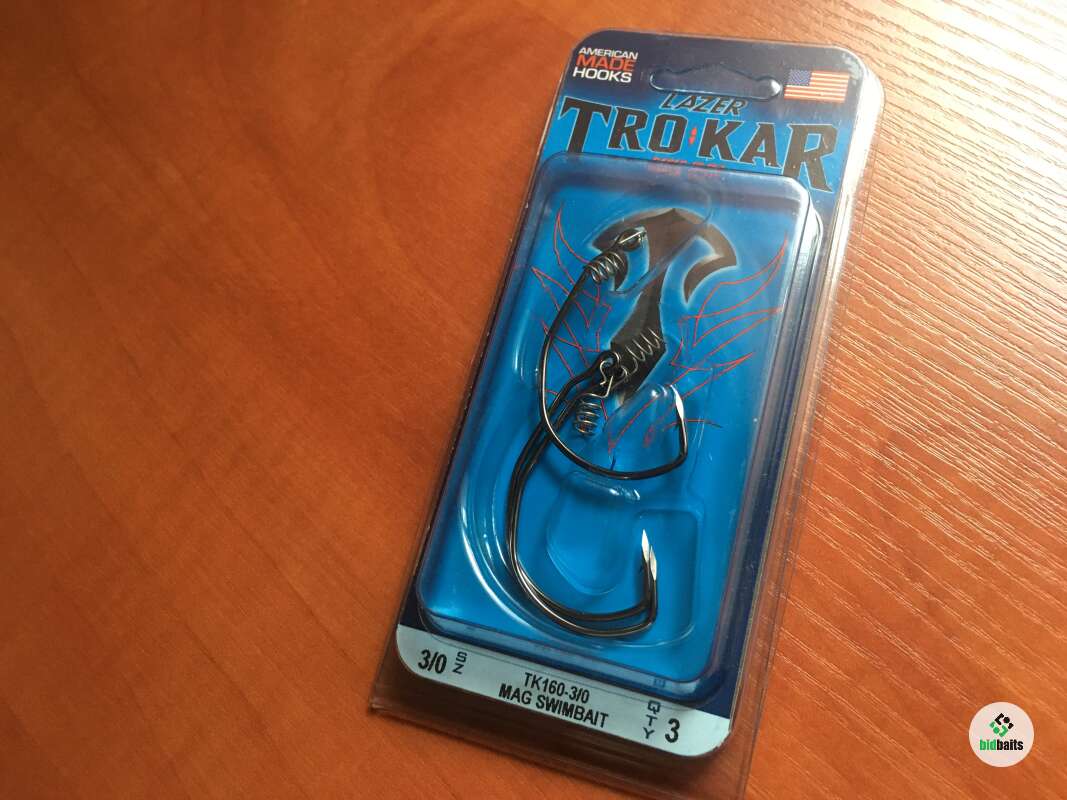 AMERICAN
MADE
HOOKS
LAZER
TRO KAR
3/0 SZ
TK160-3/0
MAG SWIMBAIT
QTY 3
bidbaits